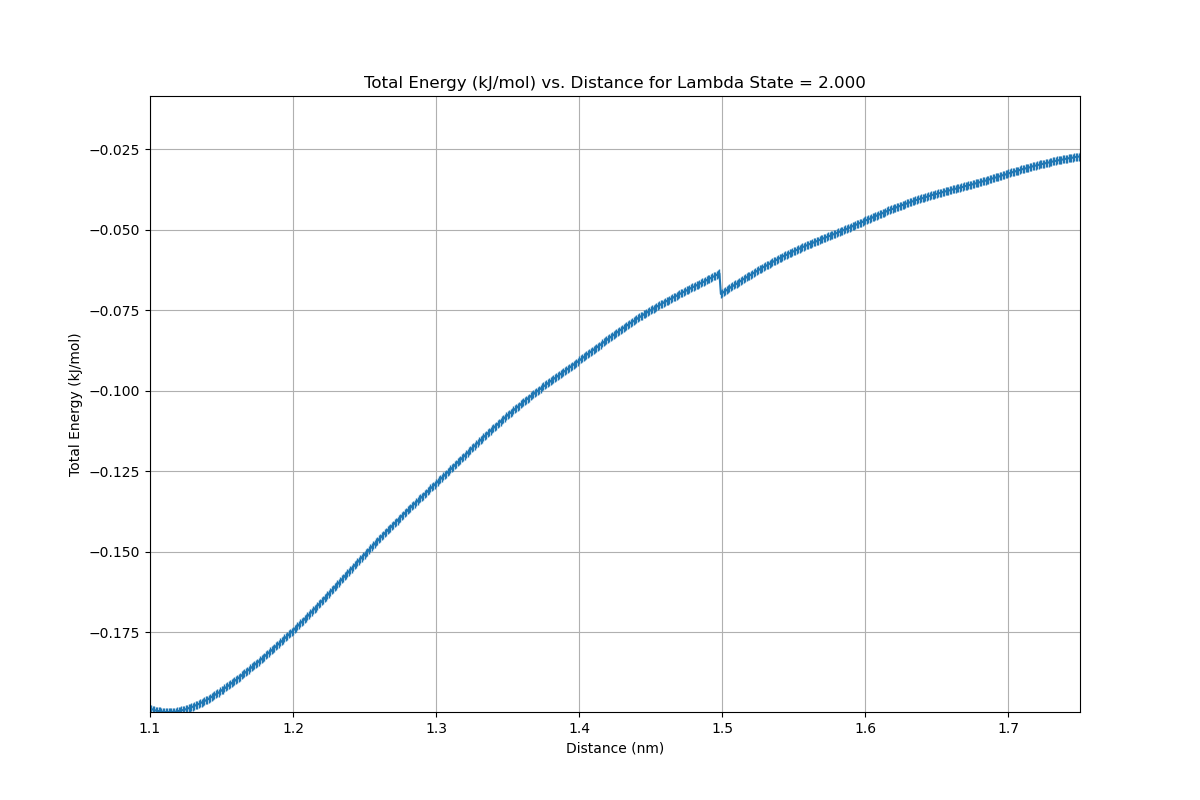 Total Energy (kJ/mol) vs. Distance for Lambda State = 2.000
−0.025
−0.050
−0.075
−0.100
−0.125
−0.150
−0.175
Total Energy (kJ/mol)
1.1 1.2 1.3 1.4 1.5 1.6 1.7
Distance (nm)